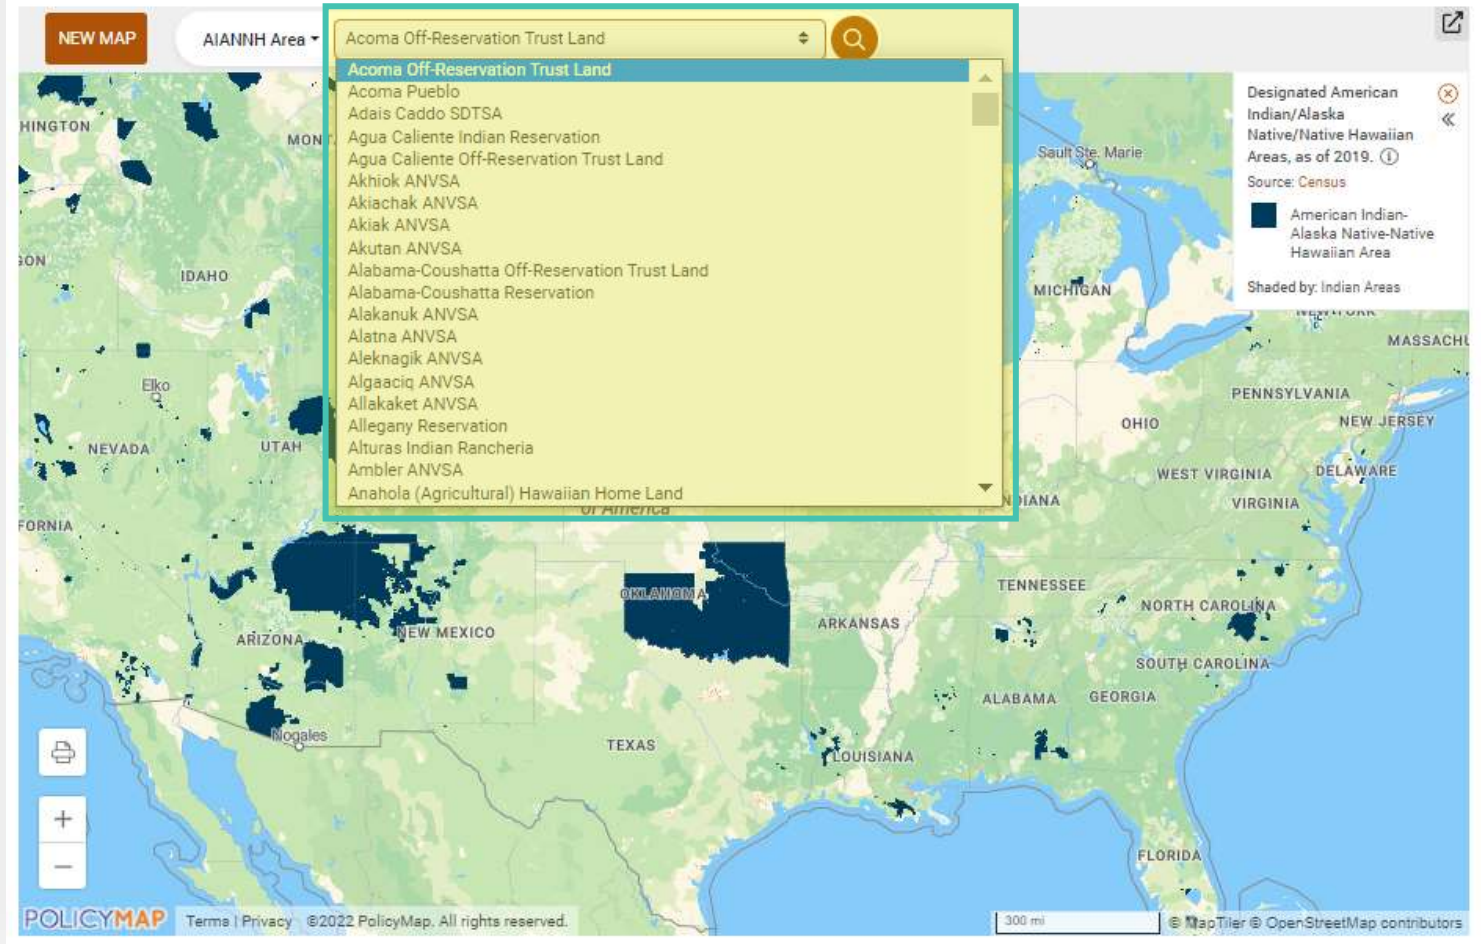 NEW MAP
AIANNH Area
Acoma Off-Reservation Trust Land
Acoma Off-Reservation Trust Land
Acoma Pueblo
Adais Caddo SDTSA
Agua Caliente Indian Reservation
Agua Caliente Off-Reservation Trust Land
Akhiok ANVSA
Akiachak ANVSA
Akiak ANVSA
Akutan ANVSA
Alabama-Coushatta Off-Reservation Trust Land
Alabama-Coushatta Reservation
Alakanuk ANVSA
Alatna ANVSA
Aleknagik ANVSA
Algaaciq ANVSA
Allakaket ANVSA
Allegany Reservation
Alturas Indian Rancheria
Ambler ANVSA
Anahola (Agricultural) Hawaiian Home Land
Designated American
Indian/Alaska
Native/Native Hawaiian
Areas, as of 2019.
Source: Census
American Indian-
Alaska Native-Native
Hawaiian Area
Shaded by: Indian Areas
HINGTON
MON
Sault Ste. Marie
IDAHO
MICHIGAN
NEW YORK
MASSACHU
Elko
PENNSYLVANIA
OHIO
NEW JERSEY
NEVADA
UTAH
WEST VIRGINIA
DELAWARE
NDIANA
VIRGINIA
of America
FORNIA
OKLAHOMA
TENNESSEE
NORTH CAROLINA
ARKANSAS
ARIZONA
NEW MEXICO
SOUTH CAROLINA
ALABAMA
GEORGIA
Nogales
TEXAS
LOUISIANA
FLORIDA
POLICYMAP
Terms | Privacy ©2022 PolicyMap. All rights reserved.
300 mi
© MapTiler © OpenStreetMap contributors